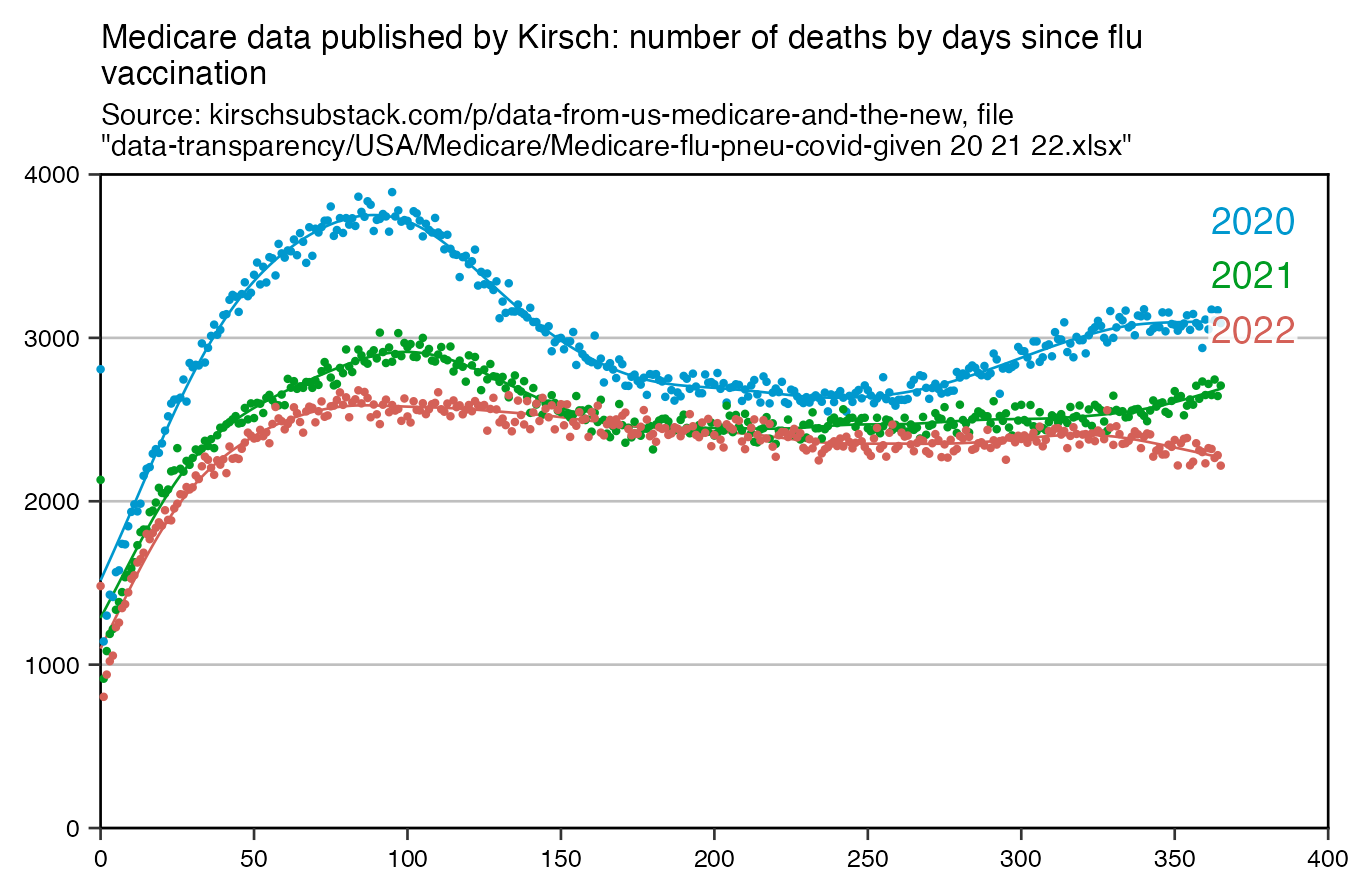 Medicare data published by Kirsch: number of deaths by days since flu
vaccination
Source: kirschsubstack.com/p/data-from-us-medicare-and-the-new, file
"data-transparency/USA/Medicare/Medicare-flu-pneu-covid-given 20 21 22.xlsx"
4000
2020
2021
3000
2022
2000
1000
0
0 50 100 150 200 250 300 350 400